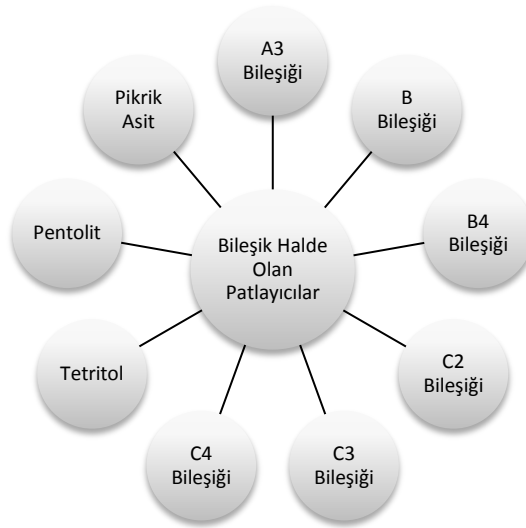 A3
Bileşiği
B
Bileşiği
B4
Bileşiği
C2
Bileşiği
C3
Bileşiği
C4
Bileşiği
Tetritol
Pentolit
Pikrik
Asit
Bileşik Halde
Olan
Patlayıcılar